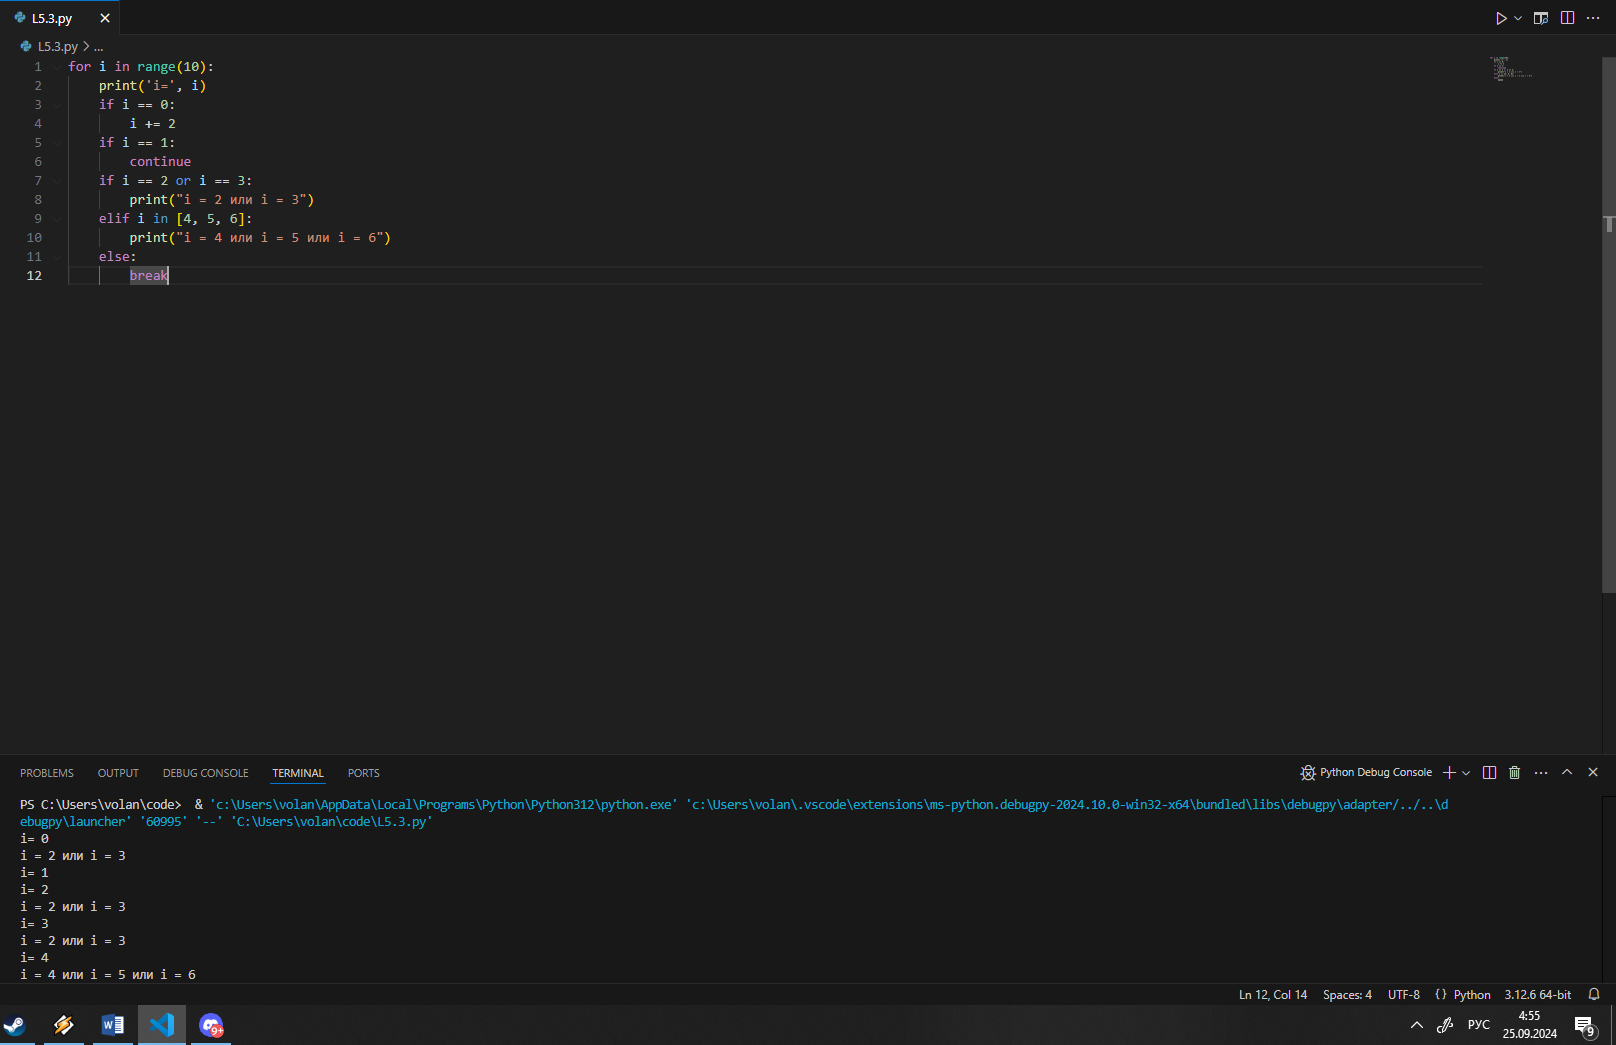 L5.3.py
L5.3.py > ...
1 for i in range(10):
2 print('i=', i)
3 if i == 0:
4 i += 2
5 if i == 1:
6 continue
7 if i == 2 or i == 3:
8 print("i = 2 или i = 3")
9 elif i in [4, 5, 6]:
10 print("i = 4 или i = 5 или i = 6")
11 else:
12 break
PROBLEMS OUTPUT DEBUG CONSOLE TERMINAL PORTS Python Debug Console
PS C:\Users\volan\code>  & 'c:\Users\volan\AppData\Local\Programs\Python\Python312\python.exe' 'c:\Users\volan\.vscode\extensions\ms-python.debugpy-2024.10.0-win32-x64\bundled\libs\debugpy\adapter/../..\d
ebugpy\launcher' '60995' '--' 'C:\Users\volan\code\L5.3.py'
i= 0
i = 2 или i = 3
i= 1
i= 2
i = 2 или i = 3
i= 3
i = 2 или i = 3
i= 4
i = 4 или i = 5 или i = 6
Ln 12, Col 14 Spaces: 4 UTF-8 {} Python 3.12.6 64-bit
9+ РУС 4:55
25.09.2024 9